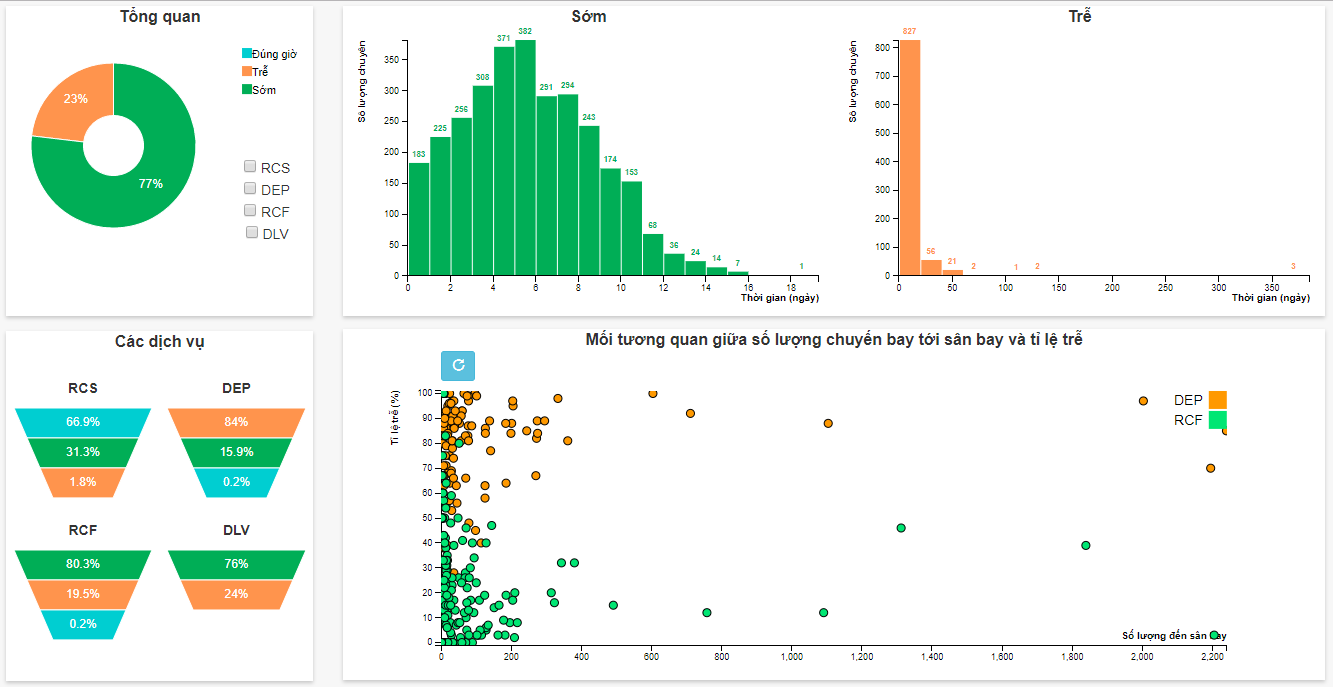 Tổng quan
Đúng giờ
Trễ
Sớm
23%
77%
RCS
DEP
RCF
DLV
Sớm
Số lượng chuyến
350
300
250
200
150
100
50
0
183
225
256
308
371
382
291
294
243
174
153
68
36
24
14
7
1
0 2 4 6 8 10 12 14 16 18
Thời gian (ngày)
Trễ
Số lượng chuyến
800
700
600
500
400
300
200
100
0
827
56
21
2
1
2
3
0 50 100 150 200 250 300 350
Thời gian (ngày)
Các dịch vụ
RCS
66.9%
31.3%
1.8%
DEP
84%
15.9%
0.2%
RCF
80.3%
19.5%
0.2%
DLV
76%
24%
Mối tương quan giữa số lượng chuyến bay tới sân bay và tỉ lệ trễ
Tỉ lệ trễ (%)
100
90
80
70
60
50
40
30
20
10
0
DEP
RCF
Số lượng đến sân bay
0 200 400 600 800 1,000 1,200 1,400 1,600 1,800 2,000 2,200